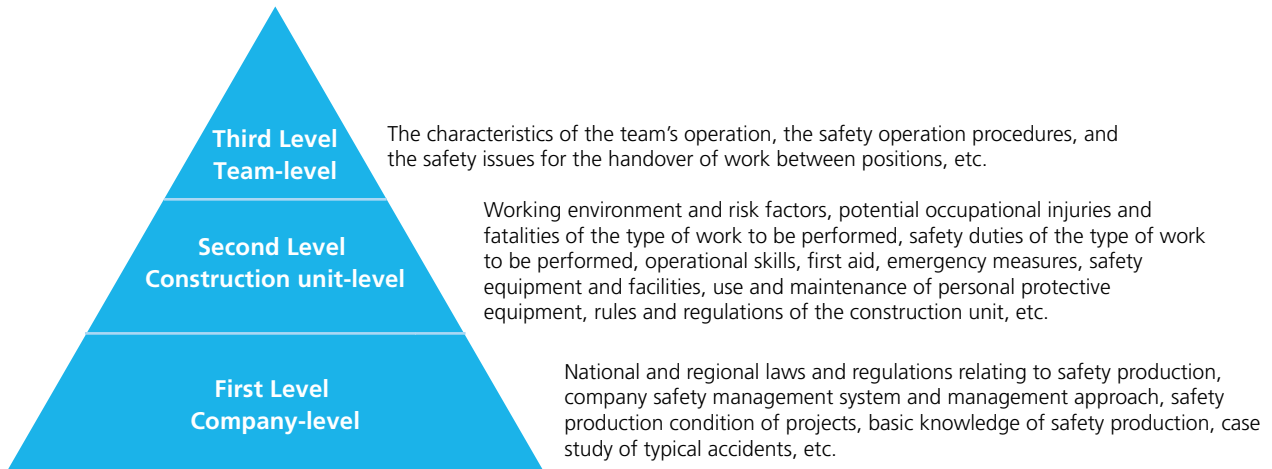 Third Level
Team-level
The characteristics of the team’s operation, the safety operation procedures, and
the safety issues for the handover of work between positions, etc.
Second Level
Construction unit-level
Working environment and risk factors, potential occupational injuries and
fatalities of the type of work to be performed, safety duties of the type of work
to be performed, operational skills, first aid, emergency measures, safety
equipment and facilities, use and maintenance of personal protective
equipment, rules and regulations of the construction unit, etc.
First Level
Company-level
National and regional laws and regulations relating to safety production,
company safety management system and management approach, safety
production condition of projects, basic knowledge of safety production, case
study of typical accidents, etc.